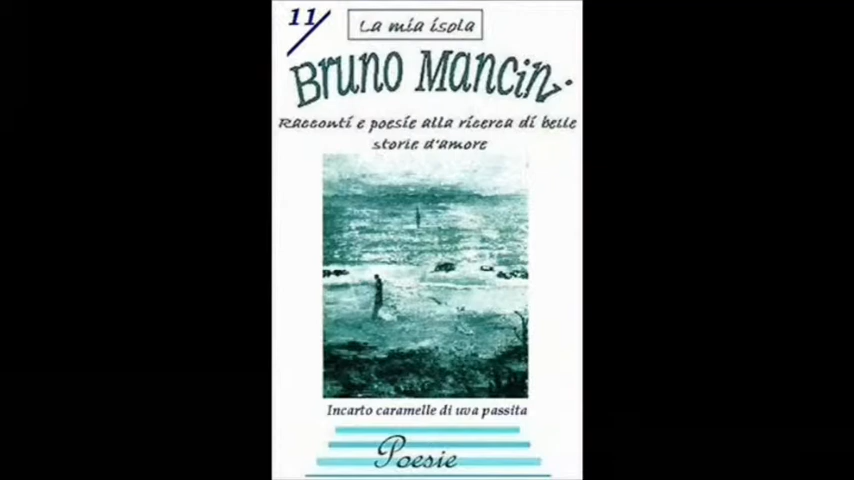 11/
La mia isola
Bruno Mancini
Racconti e poesie alla ricerca di belle
storie d'amore
Incarto caramelle di uva passita
Poesie